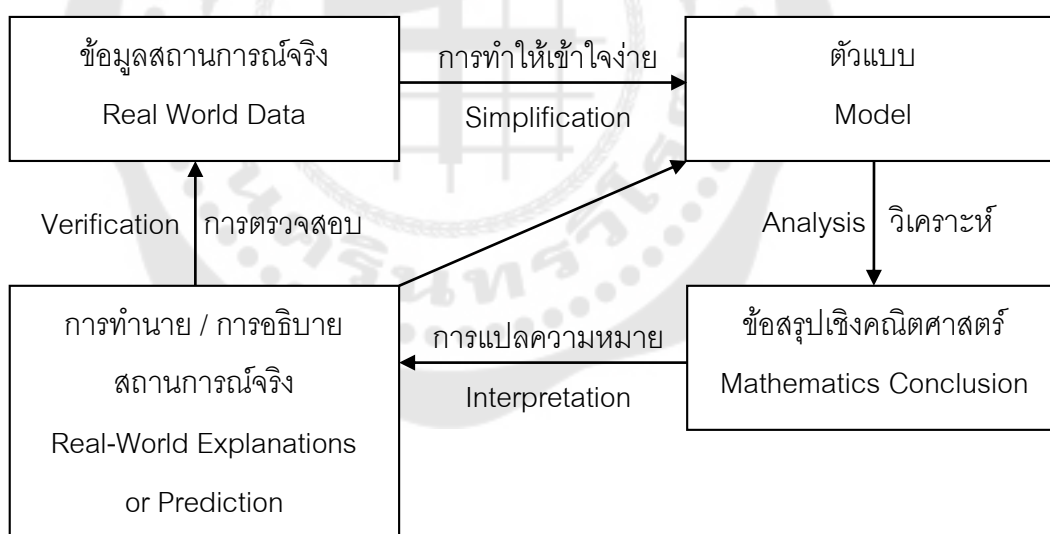 ข้อมูลสถานการณ์จริง
Real World Data
การทำให้เข้าใจง่าย
Simplification
ตัวแบบ
Model
Verification การตรวจสอบ
Analysis วิเคราะห์
การทำนาย / การอธิบาย
สถานการณ์จริง
Real-World Explanations
or Prediction
การแปลความหมาย
Interpretation
ข้อสรุปเชิงคณิตศาสตร์
Mathematics Conclusion